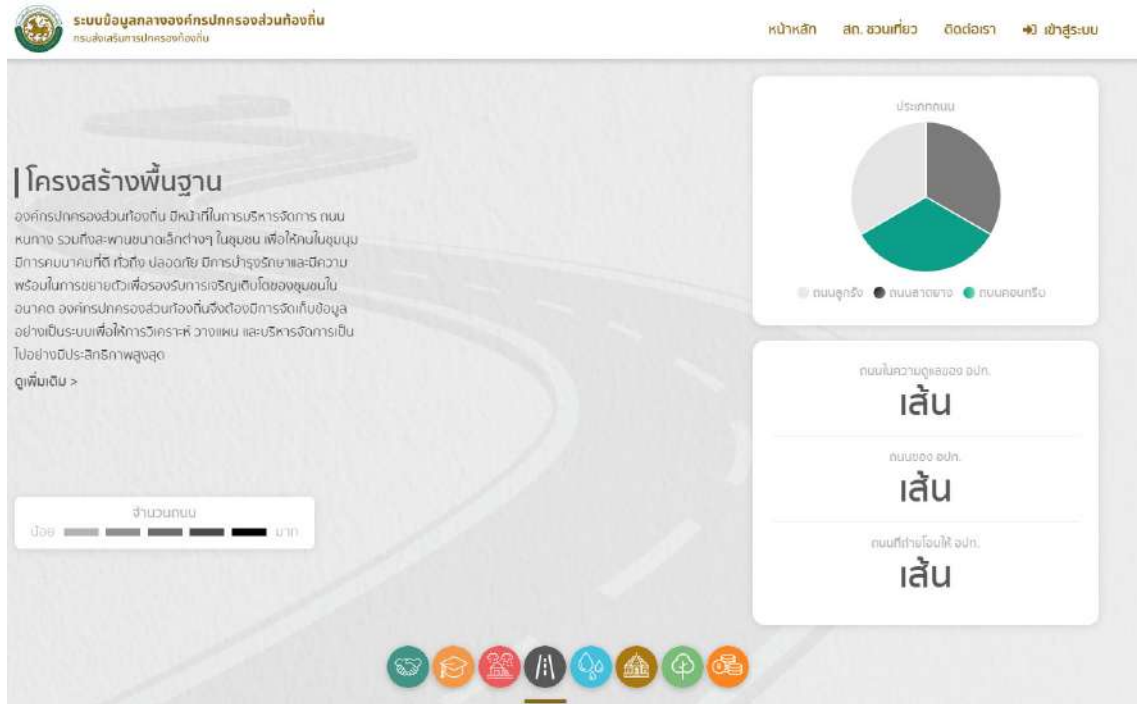 ระบบข้อมูลกลางองค์กรปกครองส่วนท้องถิ่น
กรมส่งเสริมการปกครองท้องถิ่น
หน้าหลัก สถ. ชวนเที่ยว ติดต่อเรา เข้าสู่ระบบ
โครงสร้างพื้นฐาน
องค์กรปกครองส่วนท้องถิ่น มีหน้าที่ในการบริหารจัดการ ถนน
หนทาง รวมถึงสะพานขนาดเล็กต่างๆ ในชุมชน เพื่อให้คนในชุมนุม
มีการคมนาคมที่ดี ทั่วถึง ปลอดภัย มีการบำรุงรักษาและมีความ
พร้อมในการขยายตัวเพื่อรองรับการเจริญเติบโตของชุมชนใน
อนาคต องค์กรปกครองส่วนท้องถิ่นจึงต้องมีการจัดเก็บข้อมูล
อย่างเป็นระบบเพื่อให้การวิเคราะห์ วางแผน และบริหารจัดการเป็น
ไปอย่างมีประสิทธิภาพสูงสุด
ดูเพิ่มเติม >
จำนวนถนน
น้อย มาก
ประเภทถนน
ถนนลูกรัง ถนนลาดยาง ถนนคอนกรีต
ถนนในความดูแลของ อปท.
เส้น
ถนนของ อปท.
เส้น
ถนนที่ถ่ายโอนให้ อปท.
เส้น